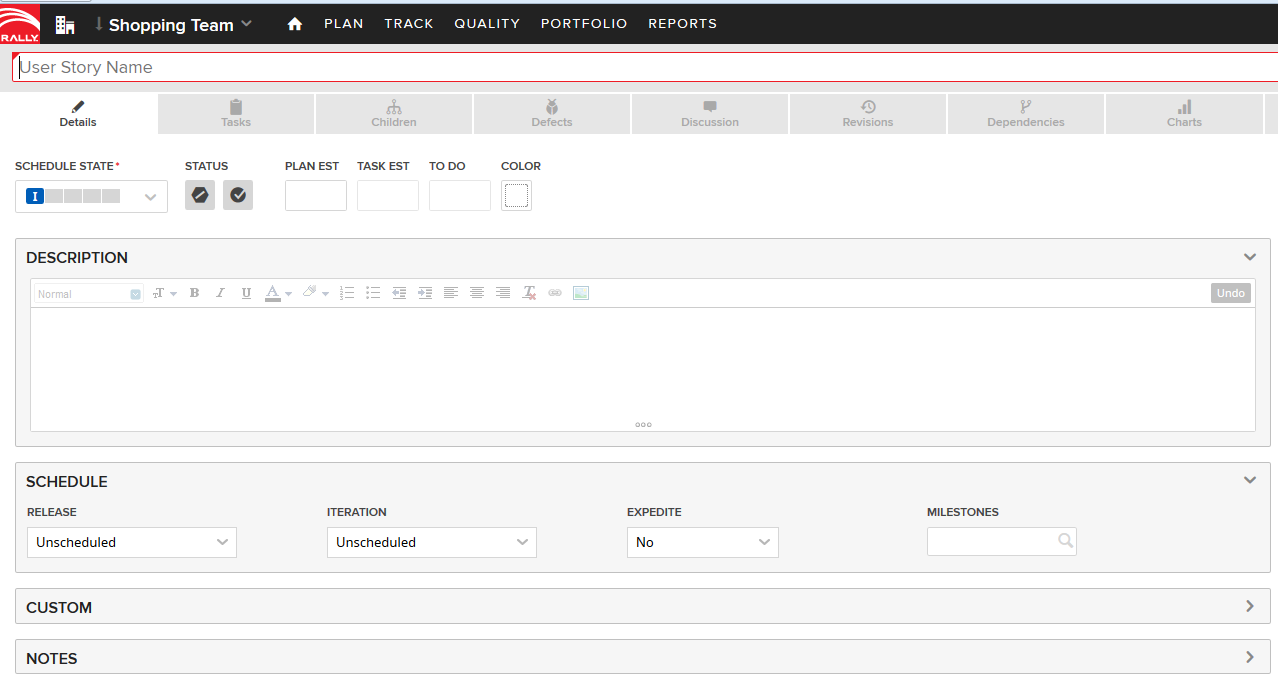 RALLY
Shopping Team
PLAN TRACK QUALITY PORTFOLIO REPORTS
User Story Name
Details Tasks Children Defects Discussion Revisions Dependencies Charts
SCHEDULE STATE* STATUS PLAN EST TASK EST TO DO COLOR
I
DESCRIPTION
Normal T B I U A T Undo
SCHEDULE
RELEASE ITERATION EXPEDITE MILESTONES
Unscheduled Unscheduled No
CUSTOM
NOTES